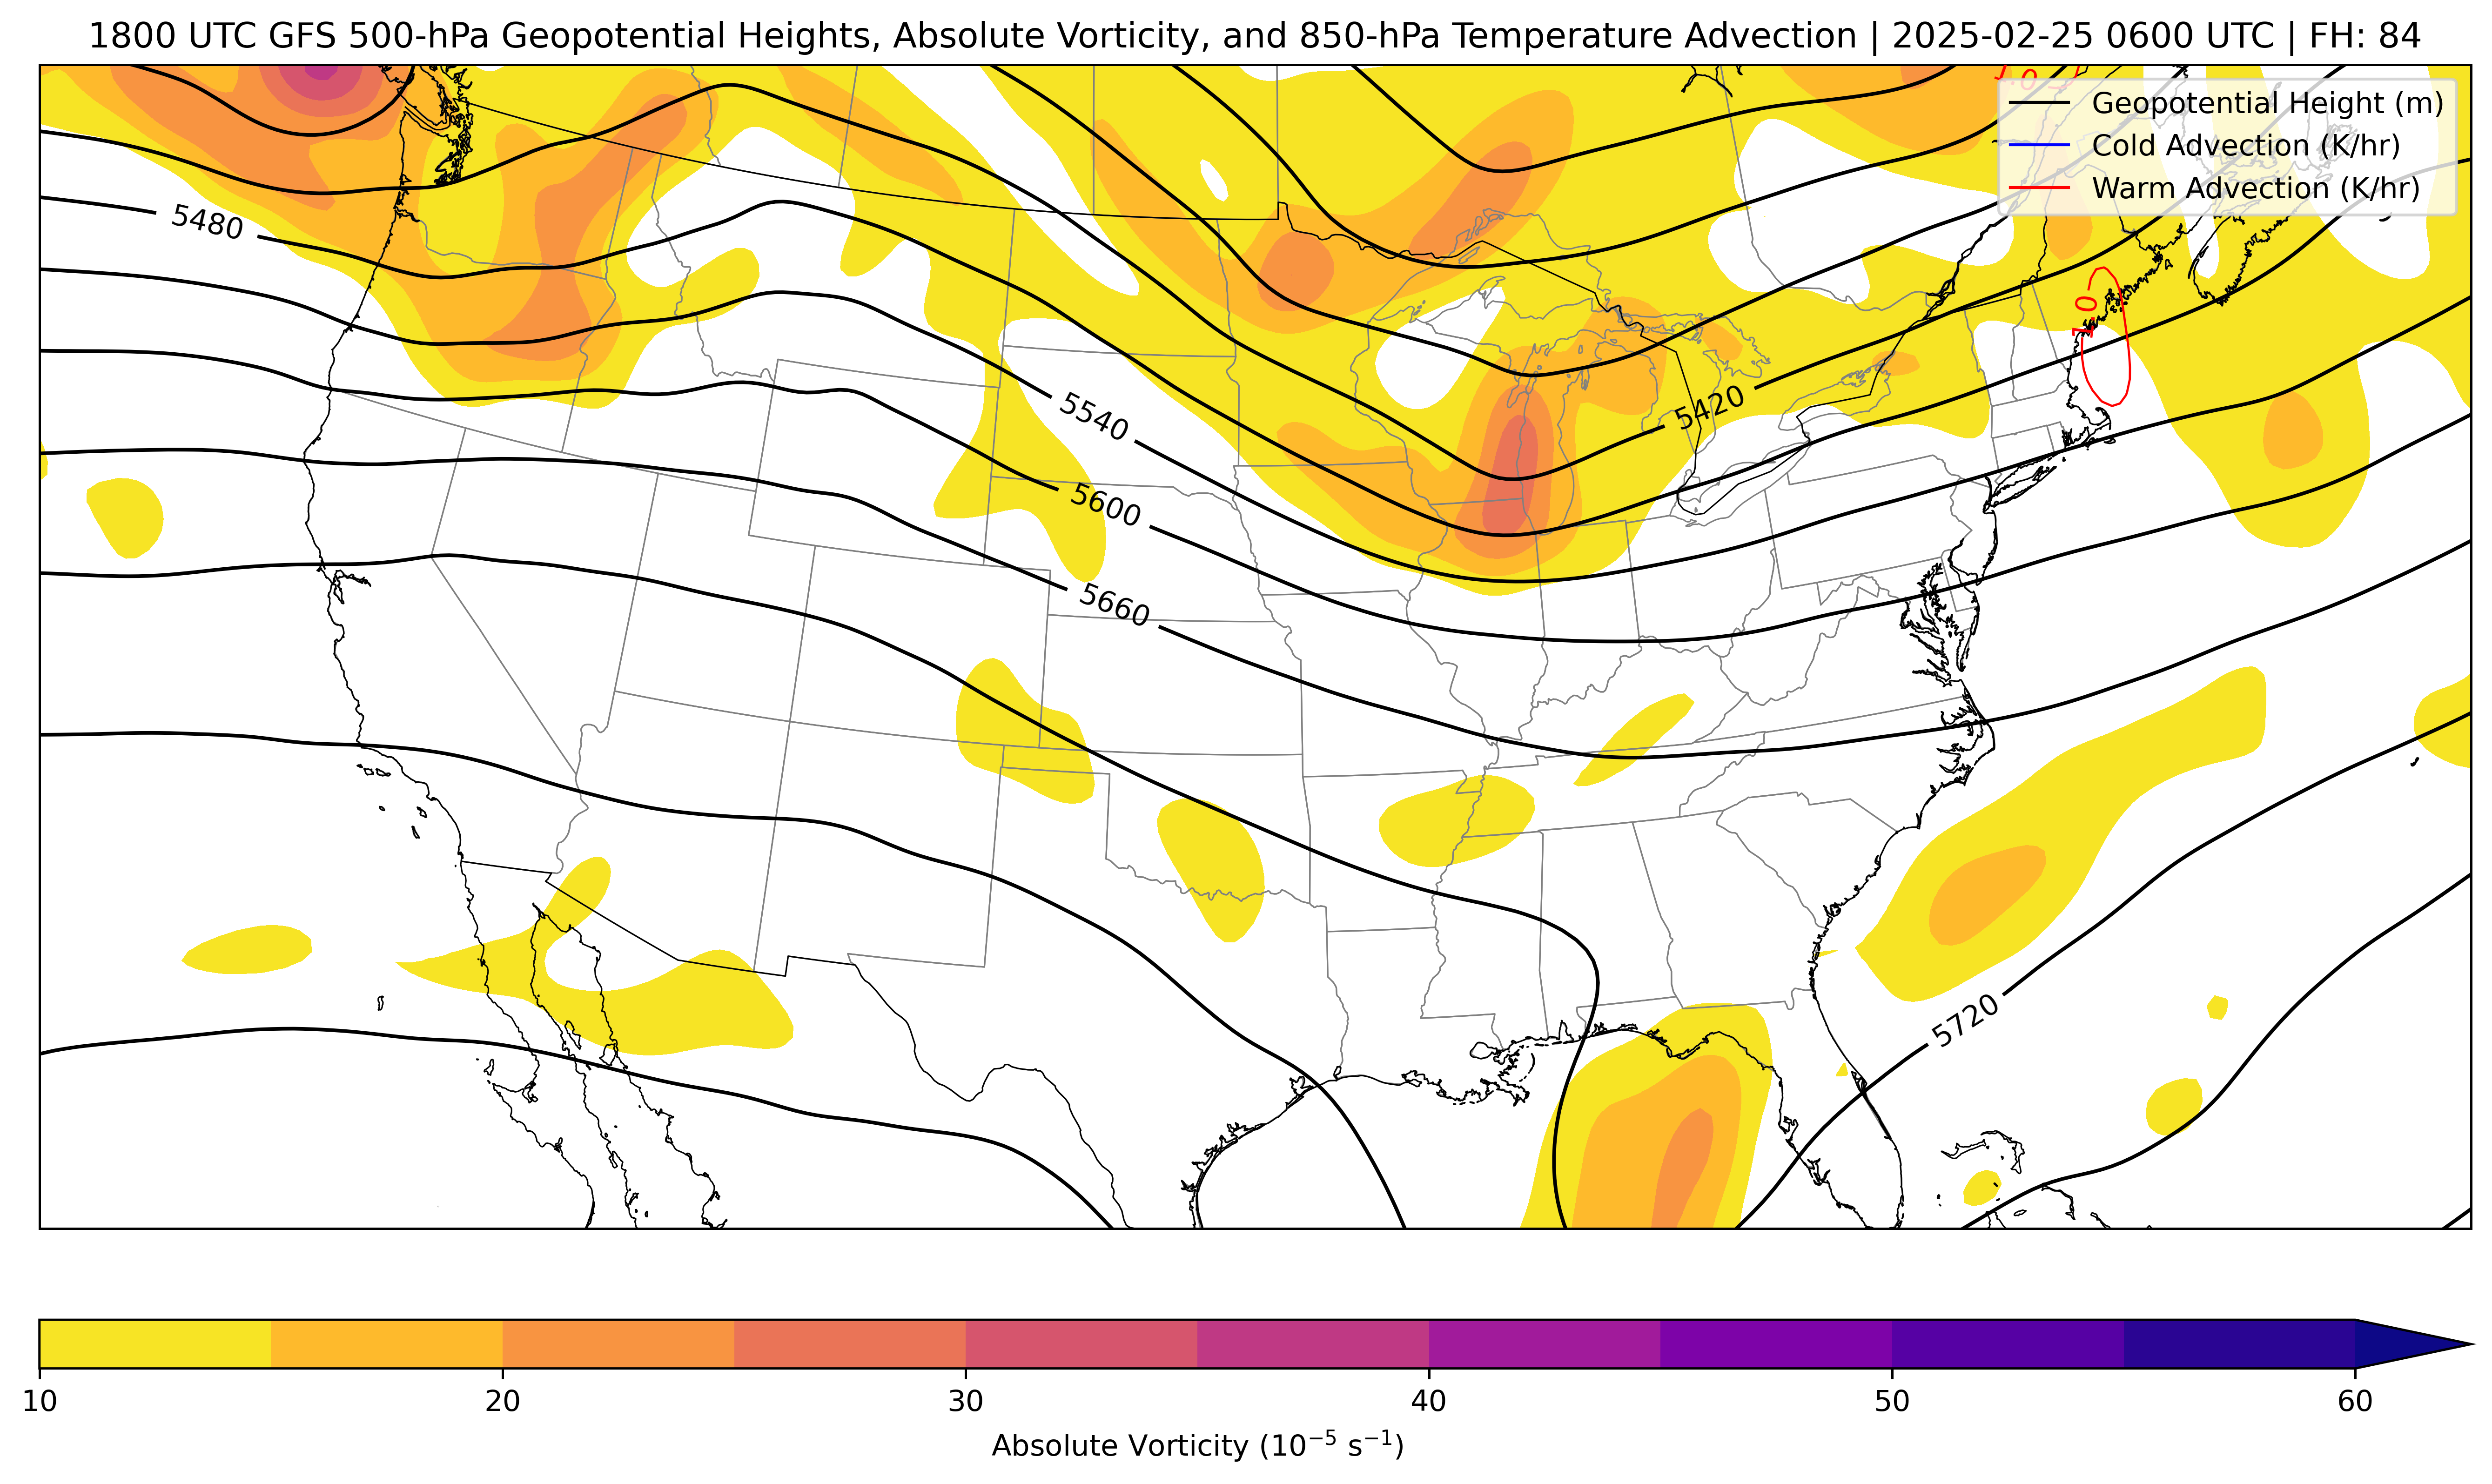 1800 UTC GFS 500-hPa Geopotential Heights, Absolute Vorticity, and 850-hPa Temperature Advection | 2025-02-25 0600 UTC | FH: 84
Geopotential Height (m)
Cold Advection (K/hr)
Warm Advection (K/hr)
5480
1.0
5540
5420
5600
5660
5720
10
20
30
40
50
60
Absolute Vorticity (10⁻⁵ s⁻¹)